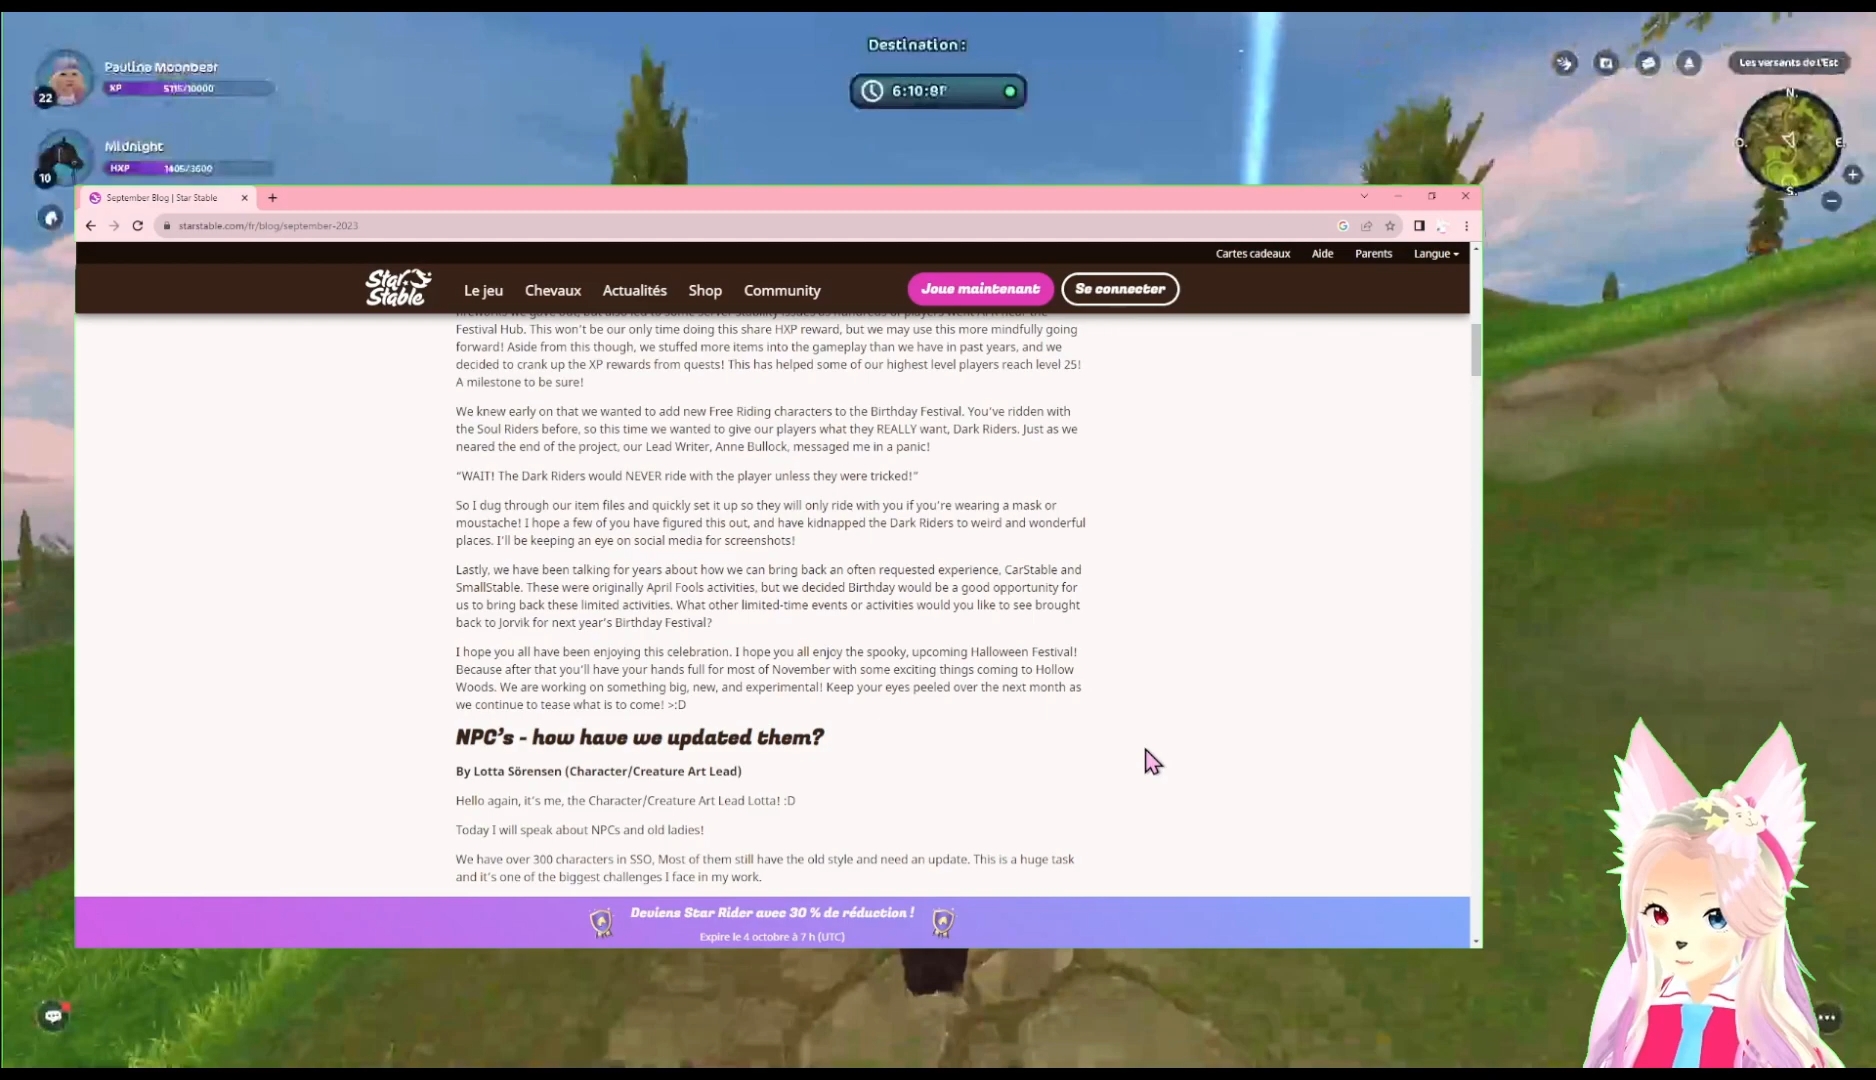 Destination :
6:10:
Paulina Moonbear
XP 5115/10000
22
Midnight
HXP 1405/3600
10
Les versants de l'Est
N.
O.
E.
S.
September Blog | Star Stable
starstable.com/fr/blog/september-2023
Cartes cadeaux Aide Parents Langue
Star Stable
Le jeu Chevaux Actualités Shop Community Joue maintenant Se connecter
Festival Hub. This won't be our only time doing this share HXP reward, but we may use this more mindfully going
forward! Aside from this though, we stuffed more items into the gameplay than we have in past years, and we
decided to crank up the XP rewards from quests! This has helped some of our highest level players reach level 25!
A milestone to be sure!
We knew early on that we wanted to add new Free Riding characters to the Birthday Festival. You've ridden with
the Soul Riders before, so this time we wanted to give our players what they REALLY want, Dark Riders. Just as we
neared the end of the project, our Lead Writer, Anne Bullock, messaged me in a panic!
“WAIT! The Dark Riders would NEVER ride with the player unless they were tricked!”
So I dug through our item files and quickly set it up so they will only ride with you if you're wearing a mask or
moustache! I hope a few of you have figured this out, and have kidnapped the Dark Riders to weird and wonderful
places. I'll be keeping an eye on social media for screenshots!
Lastly, we have been talking for years about how we can bring back an often requested experience, CarStable and
SmallStable. These were originally April Fools activities, but we decided Birthday would be a good opportunity for
us to bring back these limited activities. What other limited-time events or activities would you like to see brought
back to Jorvik for next year's Birthday Festival?
I hope you all have been enjoying this celebration. I hope you all enjoy the spooky, upcoming Halloween Festival!
Because after that you'll have your hands full for most of November with some exciting things coming to Hollow
Woods. We are working on something big, new, and experimental! Keep your eyes peeled over the next month as
we continue to tease what is to come! >:D
NPC's - how have we updated them?
By Lotta Sörensen (Character/Creature Art Lead)
Hello again, it's me, the Character/Creature Art Lead Lotta! :D
Today I will speak about NPCs and old ladies!
We have over 300 characters in SSO, Most of them still have the old style and need an update. This is a huge task
and it's one of the biggest challenges I face in my work.
Deviens Star Rider avec 30 % de réduction !
Expire le 4 octobre à 7 h (UTC)